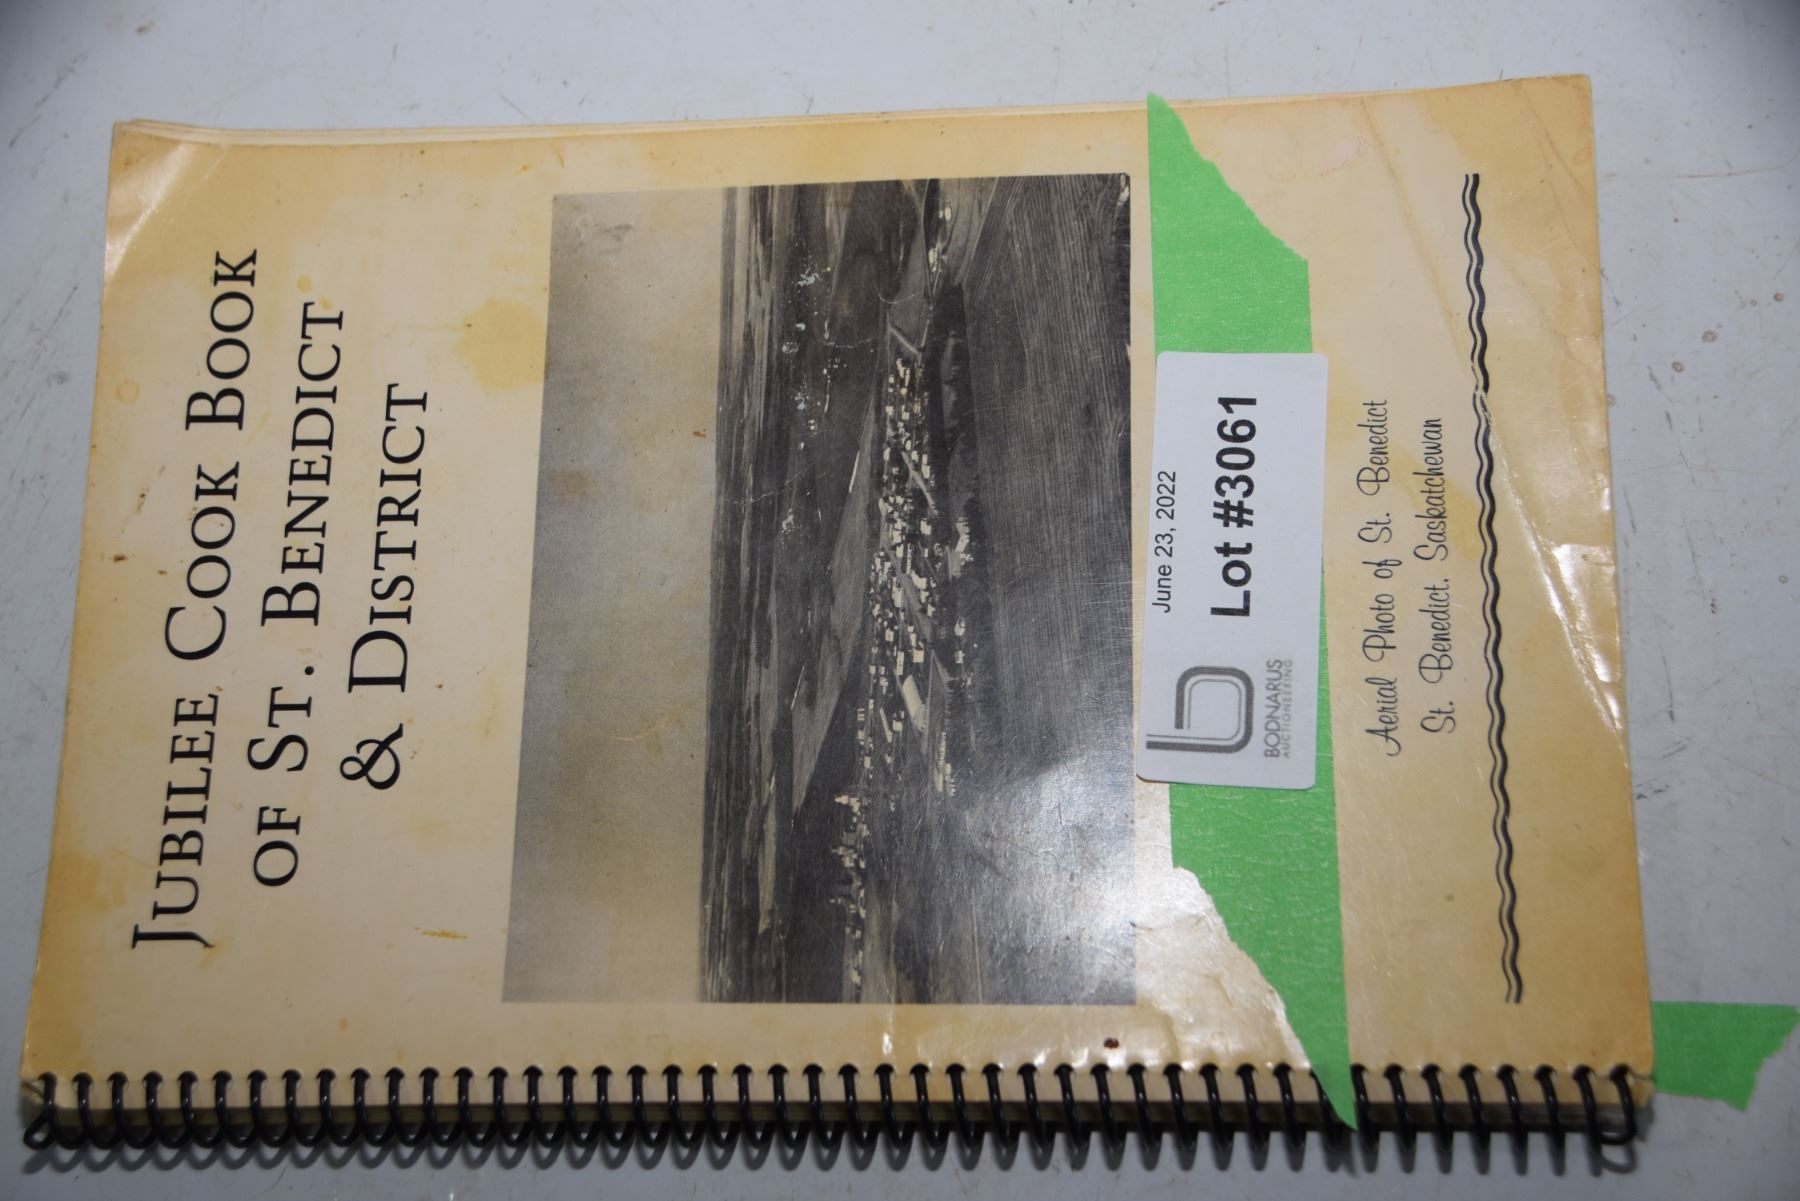 JUBILEE COOK BOOK
OF ST. BENEDICT
& DISTRICT
June 23, 2022
Lot #3061
BODNARUS
AUCTIONEERING
Aerial Photo of St. Benedict
St. Benedict, Saskatchewan